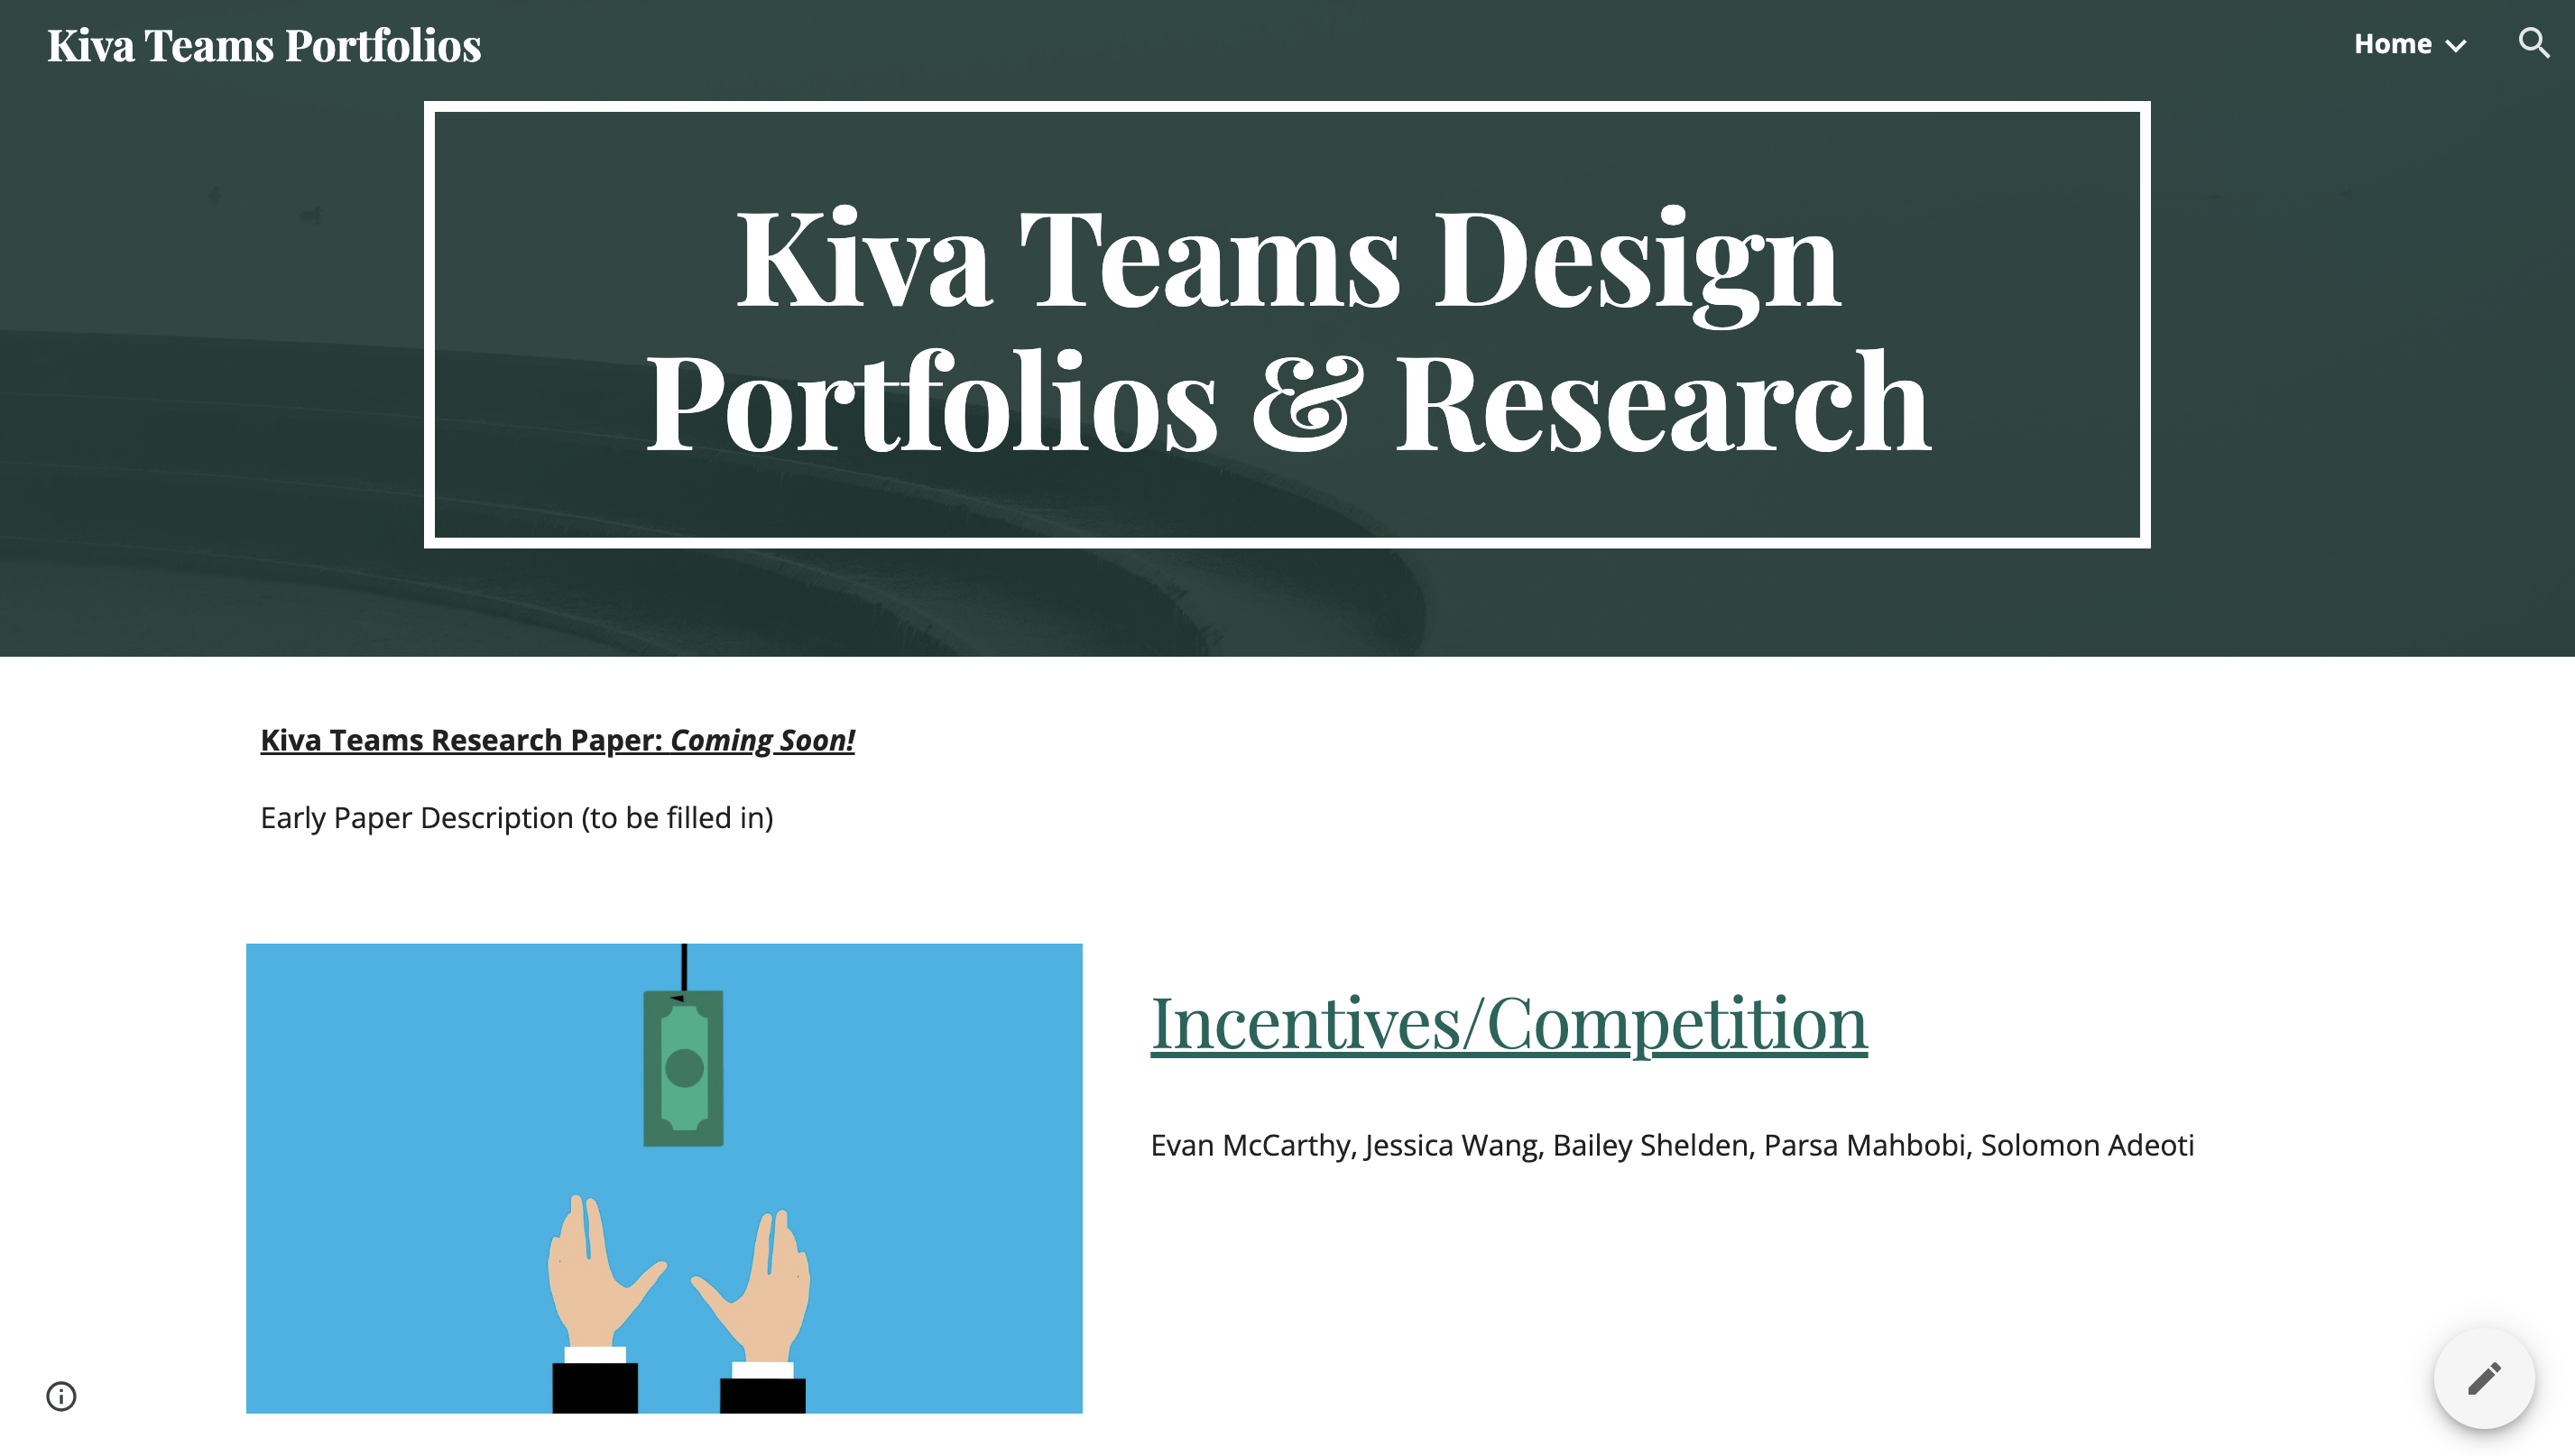 Kiva Teams Portfolios
Home
Kiva Teams Design
Portfolios & Research
Kiva Teams Research Paper: Coming Soon!
Early Paper Description (to be filled in)
Incentives/Competition
Evan McCarthy, Jessica Wang, Bailey Shelden, Parsa Mahbobi, Solomon Adeoti